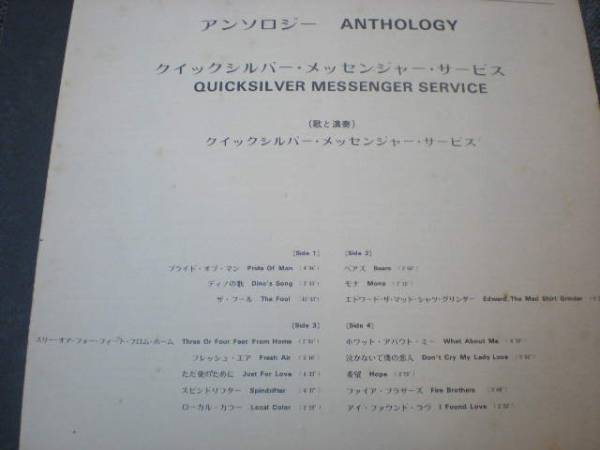 アンソロジー ANTHOLOGY
クイックシルバー・メッセンジャー・サービス
QUICKSILVER MESSENGER SERVICE
(歌と演奏)
クイックシルバー・メッセンジャー・サービス
[Side 1]
プライド・オブ・マン Pride Of Man
ディノの歌 Dino's Song
ザ・フール The Fool
[Side 2]
ベアズ Bears
モナ Mona
エドワード・ザ・マッド・シャツ・グリンダー Edward, The Mad Shirt Grinder
[Side 3]
スリー・オア・フォー・フィート・フロム・ホーム Three Or Four Feet From Home
フレッシュ・エア Fresh Air
ただ愛のために Just For Love
スピンドリフター Spindrifter
ローカル・カラー Local Color
[Side 4]
ホワット・アバウト・ミー What About Me
泣かないで僕の恋人 Don't Cry My Lady Love
希望 Hope
ファイア・ブラザーズ Fire Brothers
アイ・ファウンド・ラヴ I Found Love